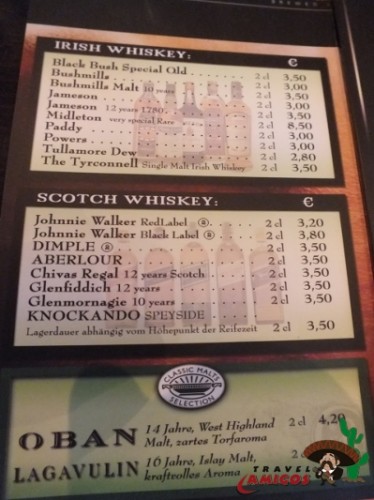 IRISH WHISKEY: €
Black Bush Special Old 2 cl 3,50
Bushmills 2 cl 3,00
Bushmills Malt 10 years 2 cl 3,50
Jameson 2 cl 3,00
Jameson 12 years 1780 2 cl 3,50
Midleton very special Rare 2 cl 8,50
Paddy 2 cl 3,00
Powers 2 cl 3,00
Tullamore Dew 2 cl 2,80
The Tyrconnell Single Malt Irish Whiskey 2 cl 3,50
SCOTCH WHISKEY: €
Johnnie Walker RedLabel ® 2 cl 3,20
Johnnie Walker Black Label ® 2 cl 3,80
DIMPLE ® 2 cl 3,50
ABERLOUR 2 cl 3,50
Chivas Regal 12 years Scotch 2 cl 3,50
Glenfiddich 12 years 2 cl 3,50
Glenmornagie 10 years 2 cl 3,50
KNOCKANDO SPEYSIDE
Lagerdauer abhängig vom Höhepunkt der Reifezeit 2 cl 3,50
CLASSIC MALTS
SELECTION
OBAN 14 Jahre, West Highland 2 cl 4,20
Malt, zartes Torfaroma
LAGAVULIN 16 Jahre, Islay Malt, 2 c
kraftvolles Aroma
TRAVEL
AMIGOS